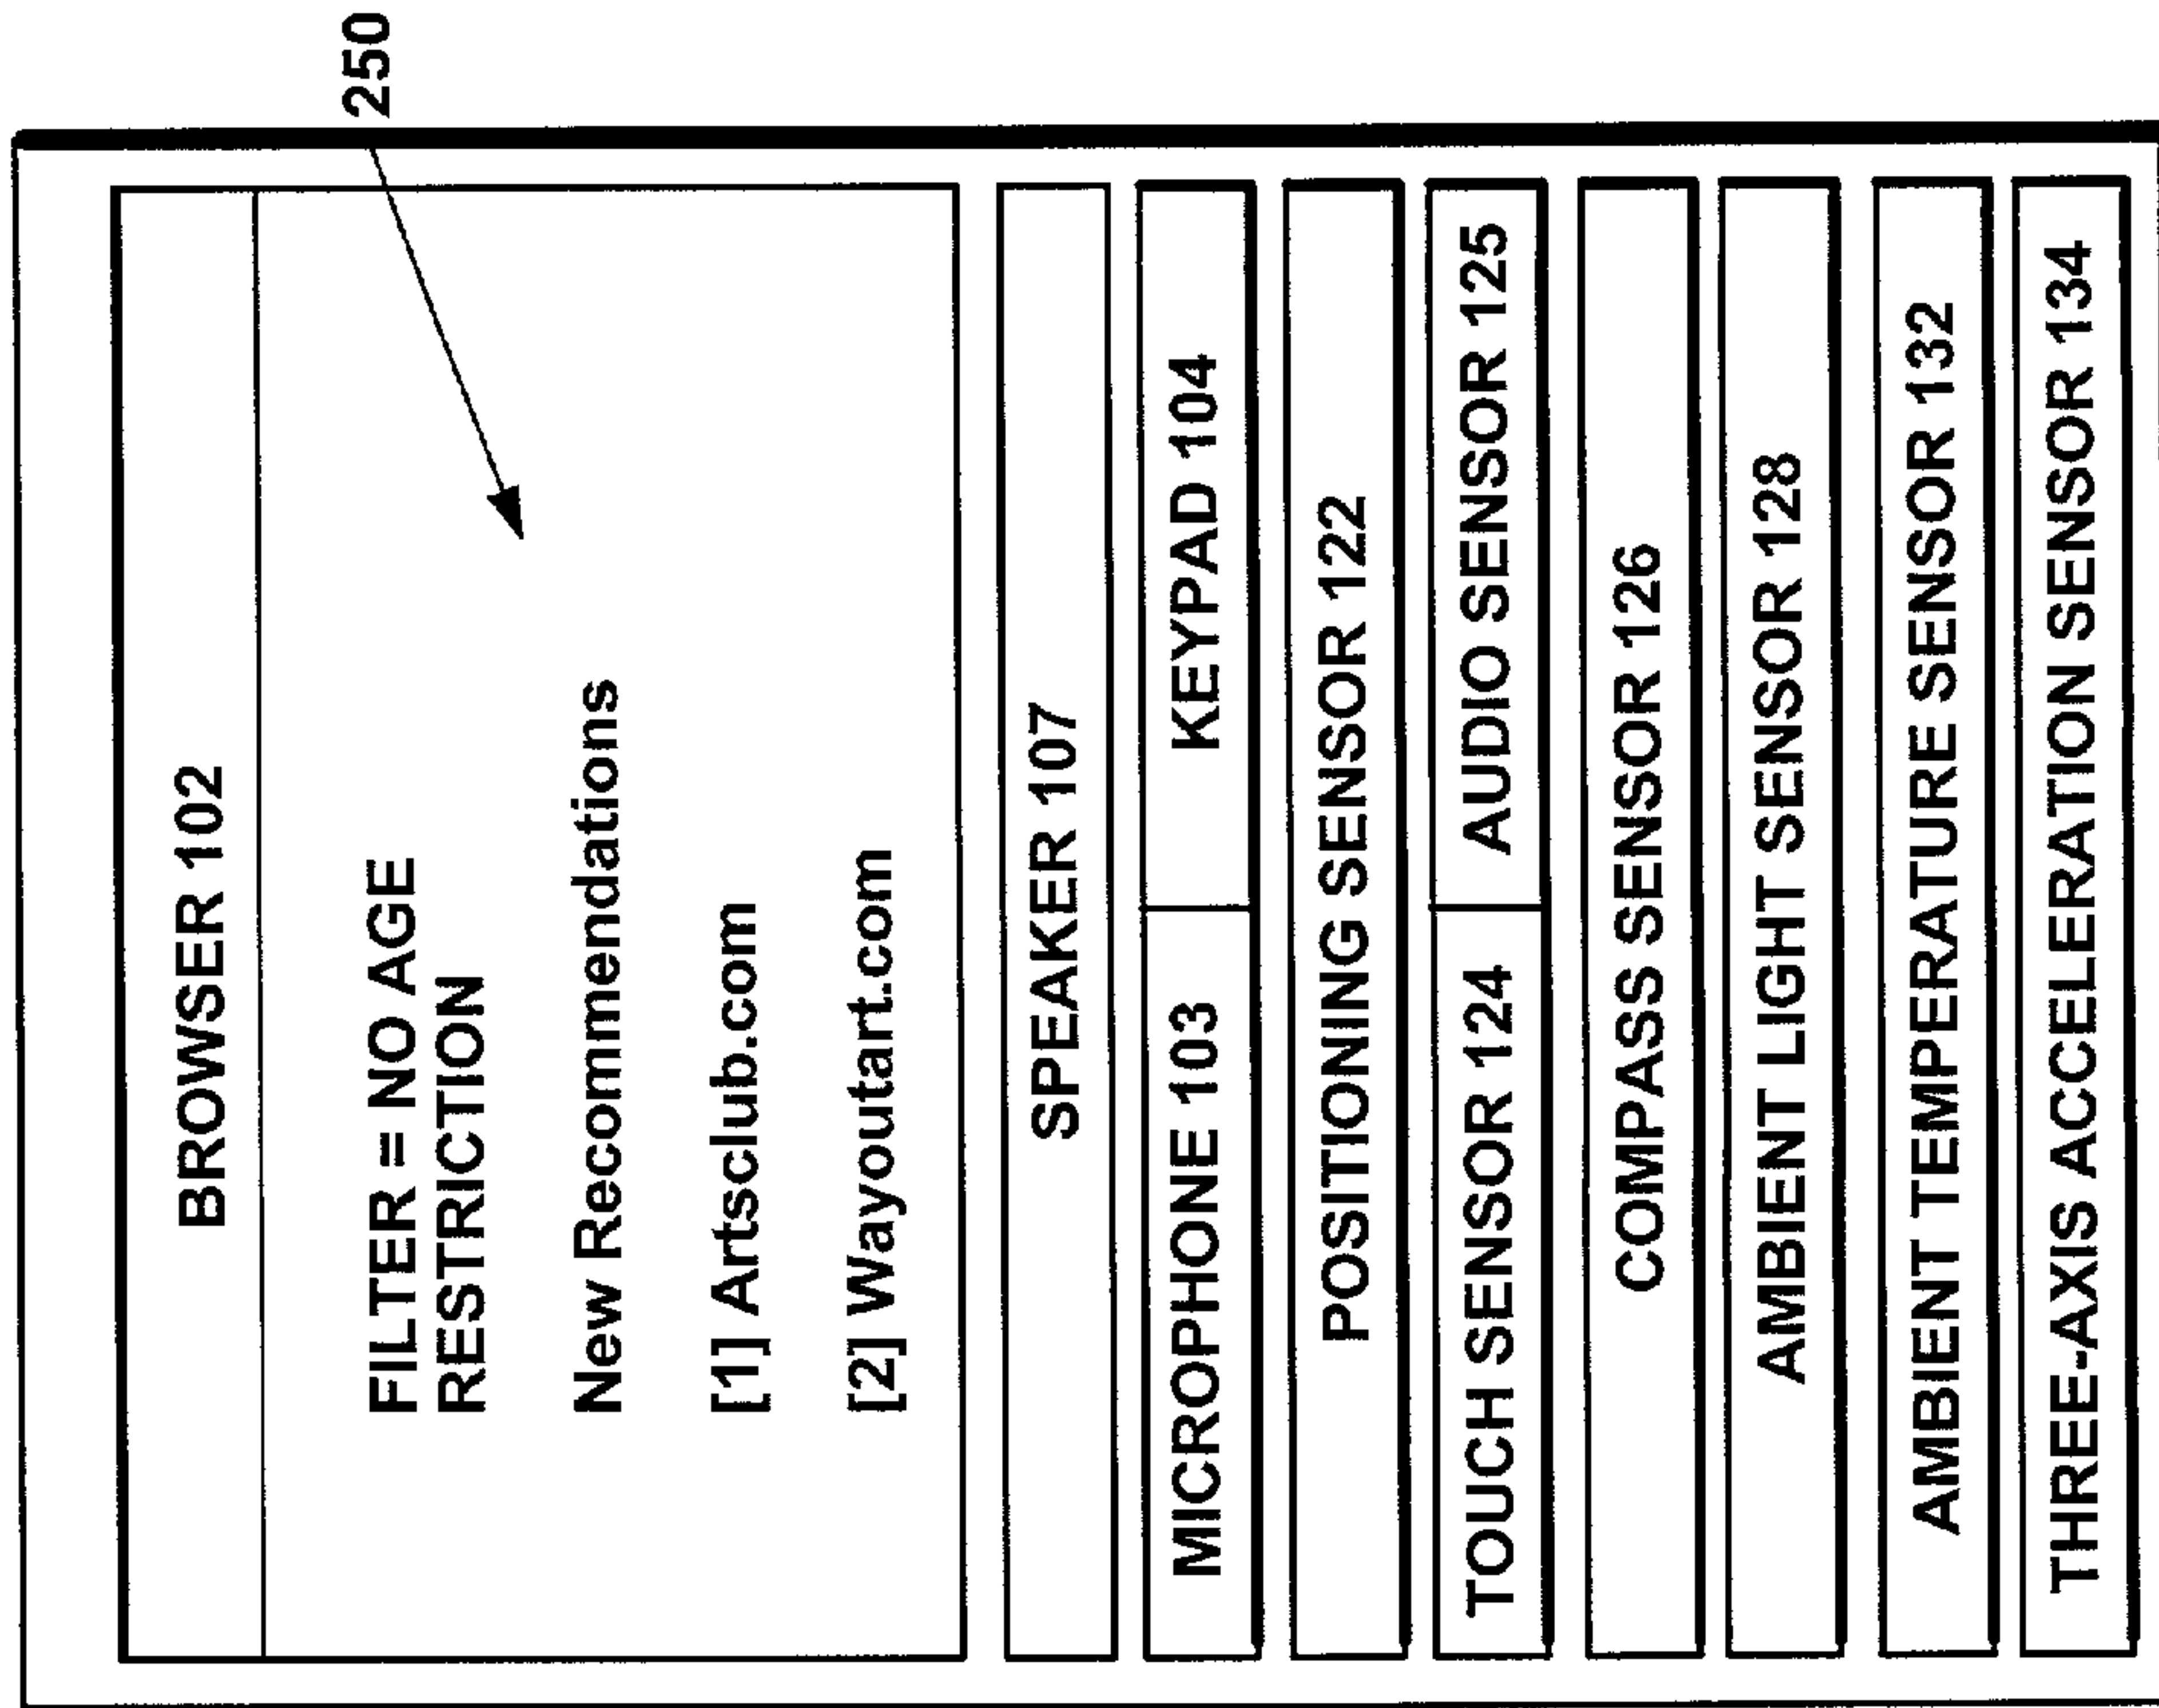 250
BROWSER 102
FILTER = NO AGE
RESTRICTION
New Recommendations
[1] Artsclub.com
[2] Wayoutart.com
SPEAKER 107
MICROPHONE 103
KEYPAD 104
POSITIONING SENSOR 122
TOUCH SENSOR 124
AUDIO SENSOR 125
COMPASS SENSOR 126
AMBIENT LIGHT SENSOR 128
AMBIENT TEMPERATURE SENSOR 132
THREE-AXIS ACCELERATION SENSOR 134